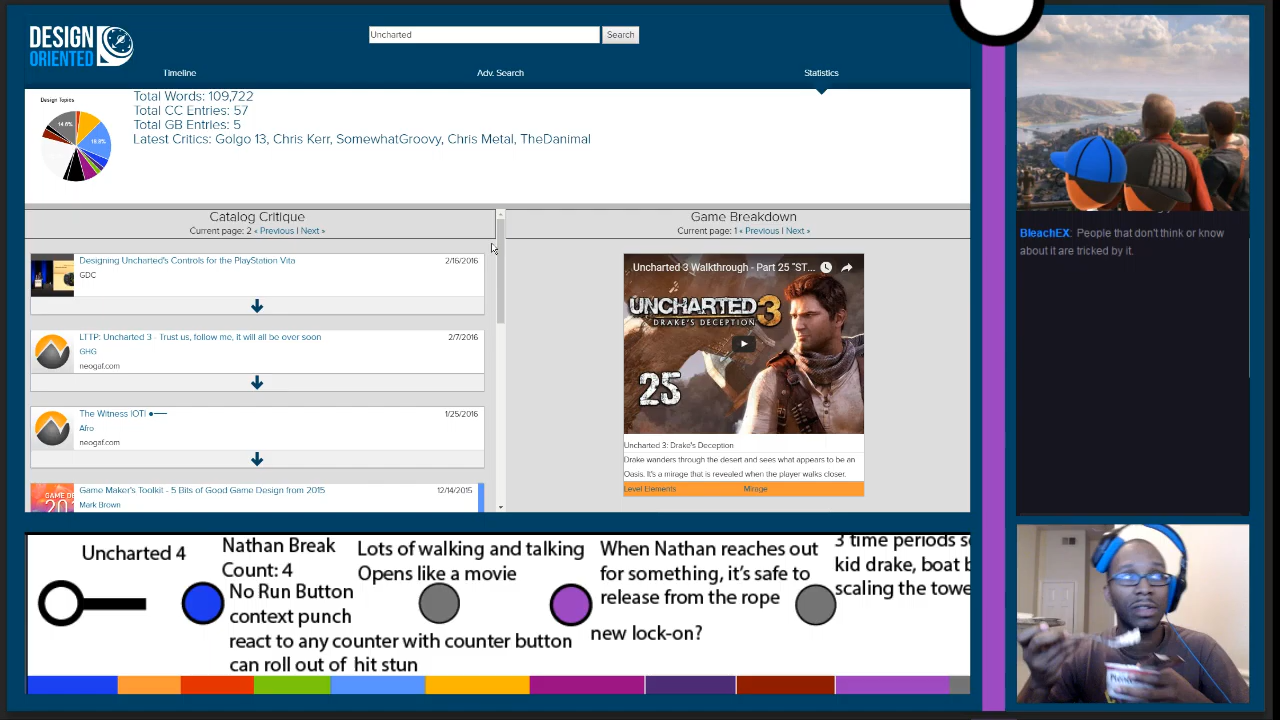 DESIGN
ORIENTED
Uncharted
Search
Timeline
Adv. Search
Statistics
Design Topics
14.6%
Total Words: 109,722
Total CC Entries: 57
Total GB Entries: 5
Latest Critics: Golgo 13, Chris Kerr, SomewhatGroovy, Chris Metal, TheDanimal
Catalog Critique
Current page: 2 « Previous | Next »
Designing Uncharted's Controls for the PlayStation Vita
2/16/2016
GDC
LTTP: Uncharted 3 - Trust us, follow me, it will all be over soon
2/7/2016
GHG
neogaf.com
The Witness |OT|
1/25/2016
Afro
neogaf.com
Game Maker's Toolkit - 5 Bits of Good Game Design from 2015
12/14/2015
Mark Brown
Game Breakdown
Current page: 1 « Previous | Next »
Uncharted 3 Walkthrough - Part 25 "ST...
UNCHARTED 3
DRAKE'S DECEPTION
25
Uncharted 3: Drake's Deception
Drake wanders through the desert and sees what appears to be an
Oasis. It's a mirage that is revealed when the player walks closer.
Level Elements
Mirage
BleachEX: People that don't think or know
about it are tricked by it.
Uncharted 4
Nathan Break
Count: 4
No Run Button
context punch
react to any counter with counter button
can roll out of hit stun
Lots of walking and talking
Opens like a movie
When Nathan reaches out
for something, it's safe to
release from the rope
new lock-on?
3 time periods
kid drake, boat
scaling the